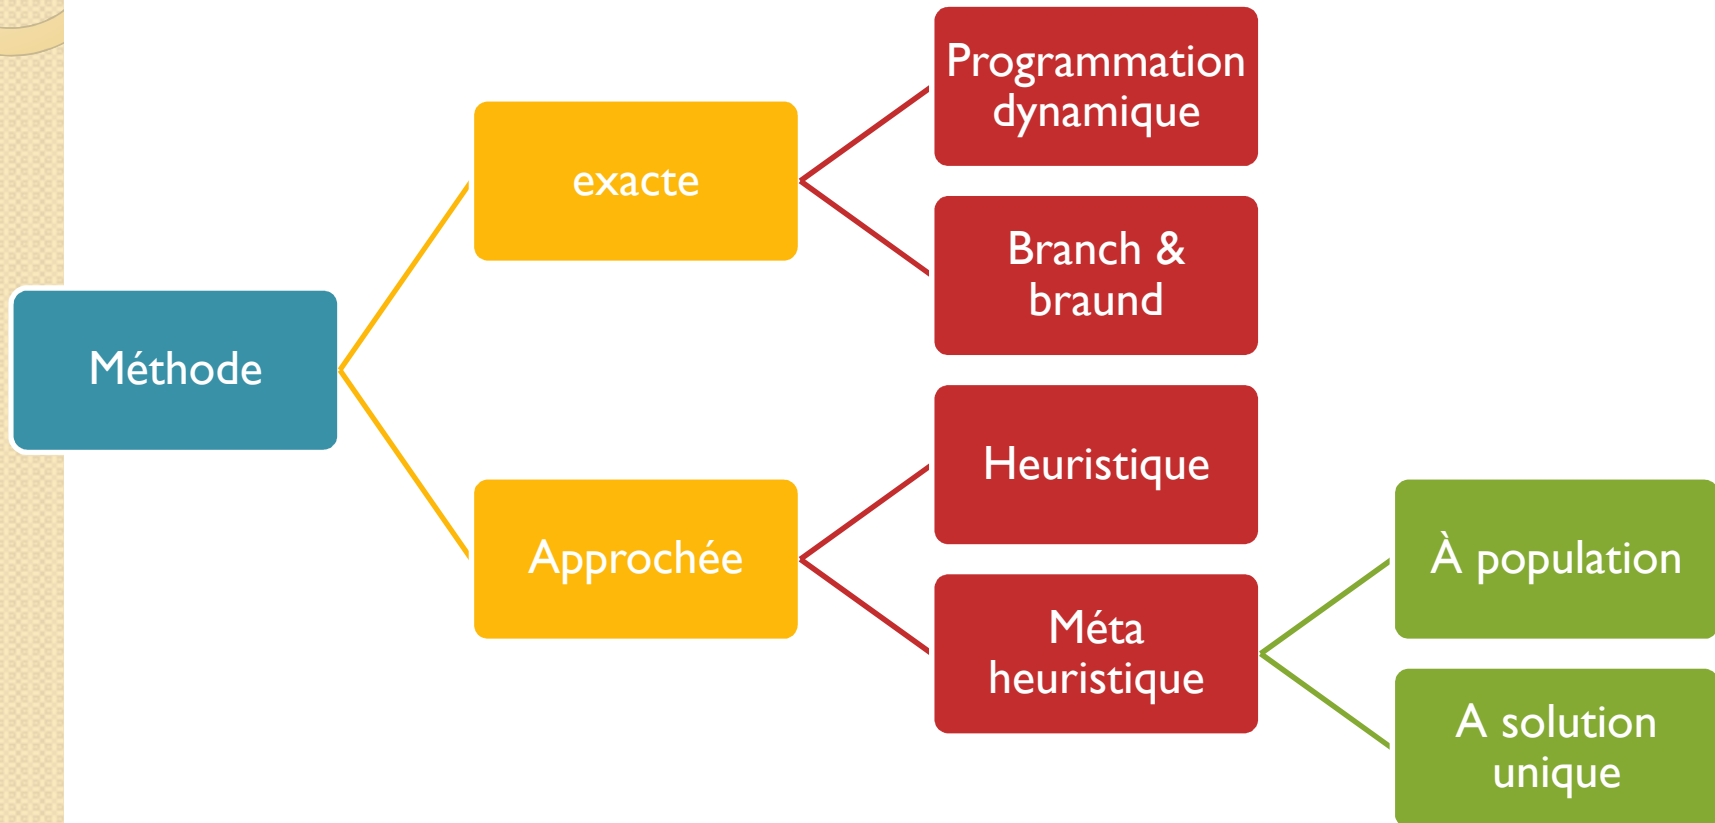 Méthode
exacte
Programmation
dynamique
Branch &
braund
Approchée
Heuristique
Méta
heuristique
À population
A solution
unique